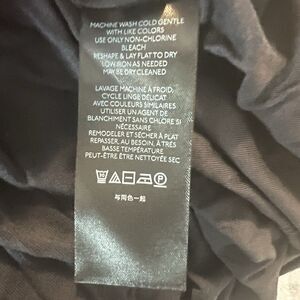 MACHINE WASH COLD GENTLE
WITH LIKE COLORS
USE ONLY NON-CHLORINE
BLEACH
RESHAPE & LAY FLAT TO DRY
LOW IRON AS NEEDED
MAY BE DRY CLEANED
LAVAGE MACHINE À FROID,
CYCLE LINGE DÉLICAT
AVEC COULEURS SIMILAIRES
UTILISER UN AGENT DE
BLANCHIMENT SANS CHLORE SI
NÉCESSAIRE
REMODELER ET SÉCHER À PLAT
REPASSER, AU BESOIN, À TRÈS
BASSE TEMPÉRATURE
PEUT-ÊTRE ÊTRE NETTOYÉE SEC
与同色一起